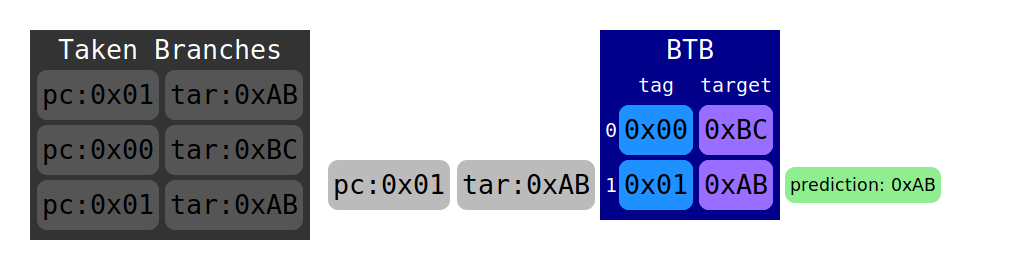 Taken Branches
pc:0x01 tar:0xAB
pc:0x00 tar:0xBC
pc:0x01 tar:0xAB
pc:0x01 tar:0xAB
BTB
tag target
0 0x00 0xBC
1 0x01 0xAB
prediction: 0xAB